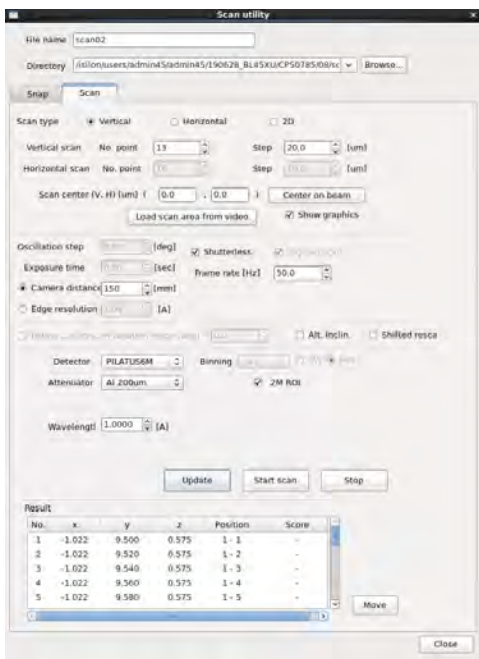 Scan utility
File name scan02
Directory /isilon/users/admin45/admin45/190628_BL45XU/CPS0785/08/sc Browse...
Snap Scan
Scan type Vertical Horizontal 2D
Vertical scan No. point 13 Step 20.0 [um]
Horizontal scan No. point Step [um]
Scan center (V, H) [um] ( 0.0 , 0.0 ) Center on beam
Load scan area from video Show graphics
Oscillation step [deg] Shutterless
Exposure time [sec] Frame rate [Hz] 50.0
Camera distance 150 [mm]
Edge resolution [A]
Alt. Inclin. Shifted resca
Detector PILATUS6M Binning
Attenuator Al 200um 2M ROI
Wavelengtl 1.0000 [A]
Update Start scan Stop
Result
No. x y z Position Score
1 -1.022 9.500 0.575 1 - 1 -
2 -1.022 9.520 0.575 1 - 2 -
3 -1.022 9.540 0.575 1 - 3 -
4 -1.022 9.560 0.575 1 - 4 -
5 -1.022 9.580 0.575 1 - 5 -
Move
Close